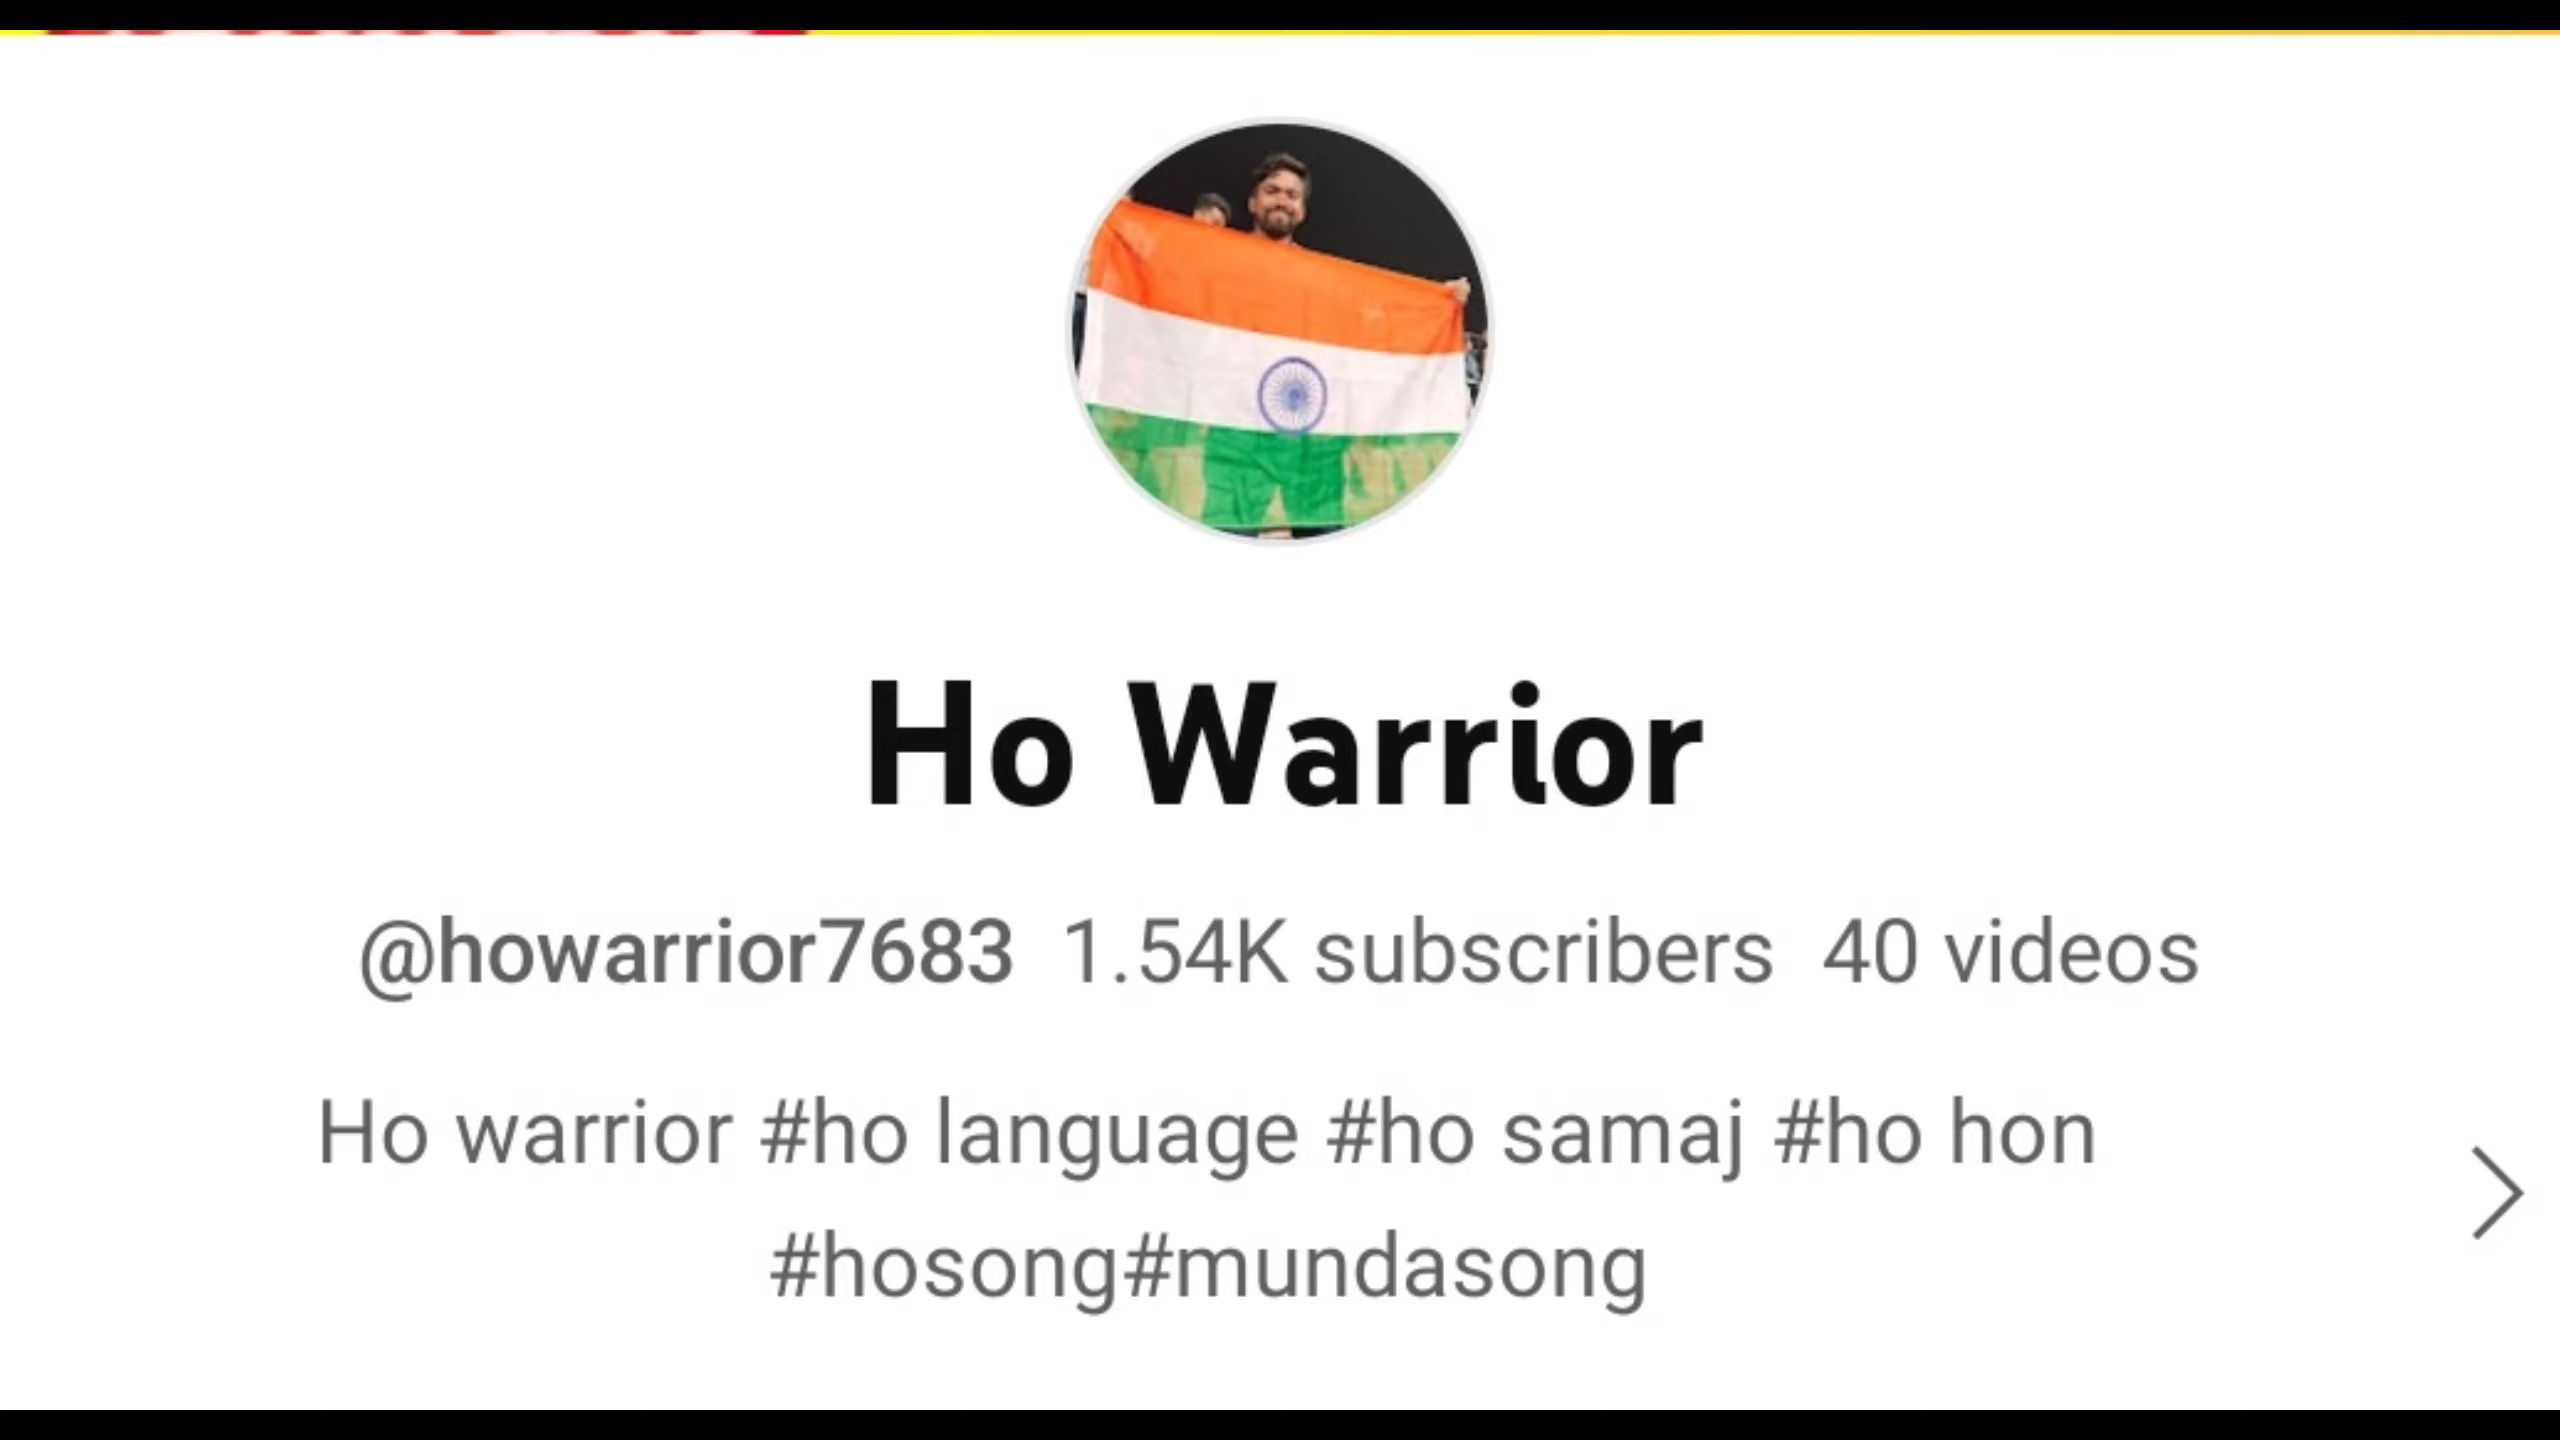 Ho Warrior
@howarrior7683 1.54K subscribers 40 videos
Ho warrior #ho language #ho samaj #ho hon
#hosong#mundasong